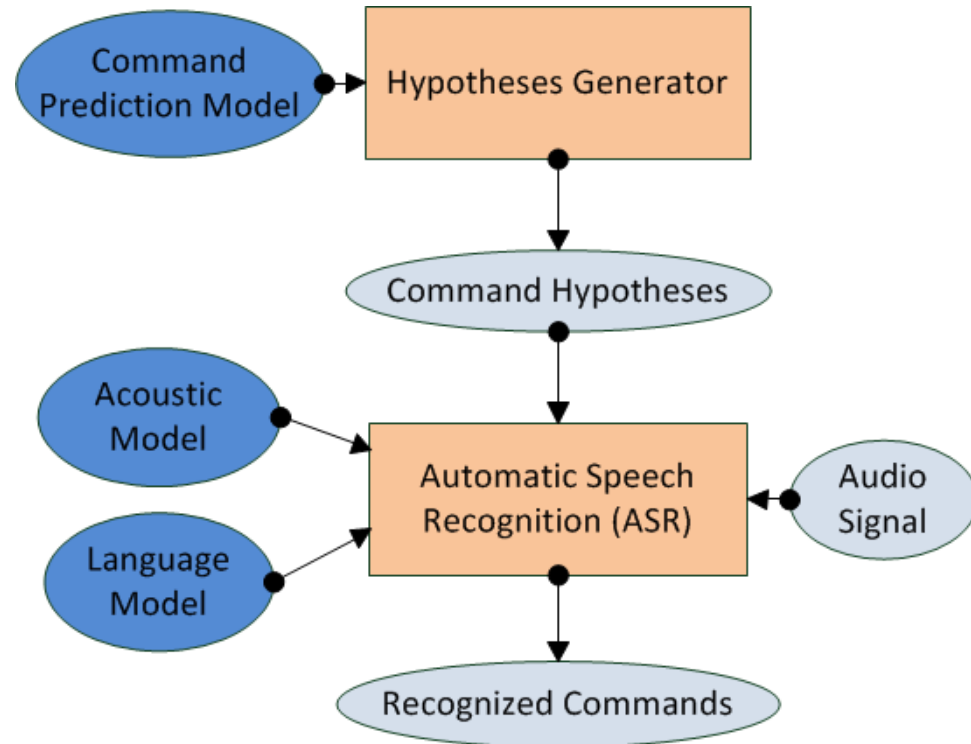 Command
Prediction Model
Hypotheses Generator
Command Hypotheses
Acoustic
Model
Automatic Speech
Recognition (ASR)
Audio
Signal
Language
Model
Recognized Commands